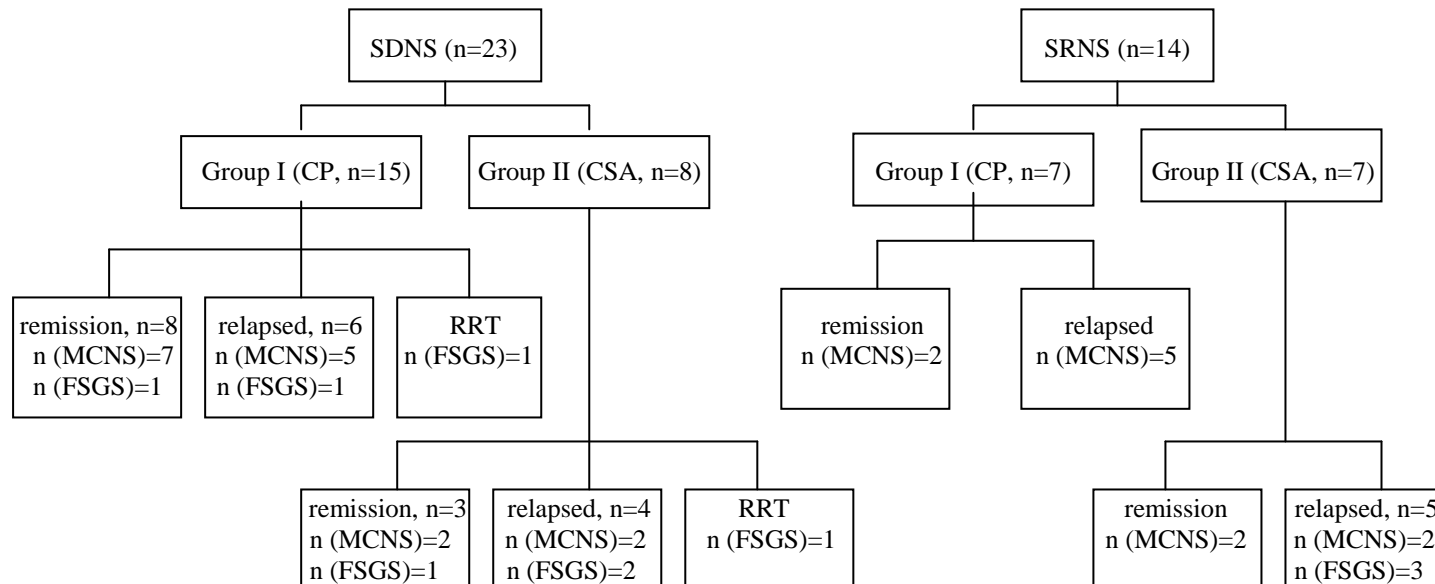 SDNS (n=23)
SRNS (n=14)
Group I (CP, n=15)
Group II (CSA, n=8)
Group I (CP, n=7)
Group II (CSA, n=7)
remission, n=8
n (MCNS)=7
n (FSGS)=1
relapsed, n=6
n (MCNS)=5
n (FSGS)=1
RRT
n (FSGS)=1
remission
n (MCNS)=2
relapsed
n (MCNS)=5
remission, n=3
n (MCNS)=2
n (FSGS)=1
relapsed, n=4
n (MCNS)=2
n (FSGS)=2
RRT
n (FSGS)=1
remission
n (MCNS)=2
relapsed, n=5
n (MCNS)=2
n (FSGS)=3